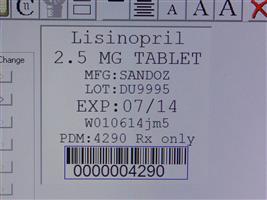 Change
Lisinopril
2.5 MG TABLET
MFG:SANDOZ
LOT:DU9995
EXP:07/14
W010614jm5
PDM:4290 Rx only
0000004290
A A A